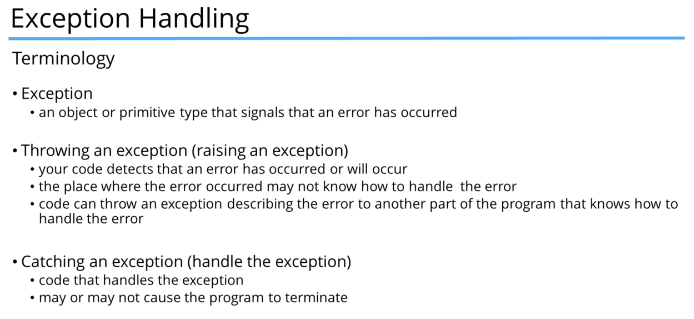 Exception Handling
Terminology
• Exception
• an object or primitive type that signals that an error has occurred
• Throwing an exception (raising an exception)
• your code detects that an error has occurred or will occur
• the place where the error occurred may not know how to handle the error
• code can throw an exception describing the error to another part of the program that knows how to
handle the error
• Catching an exception (handle the exception)
• code that handles the exception
• may or may not cause the program to terminate